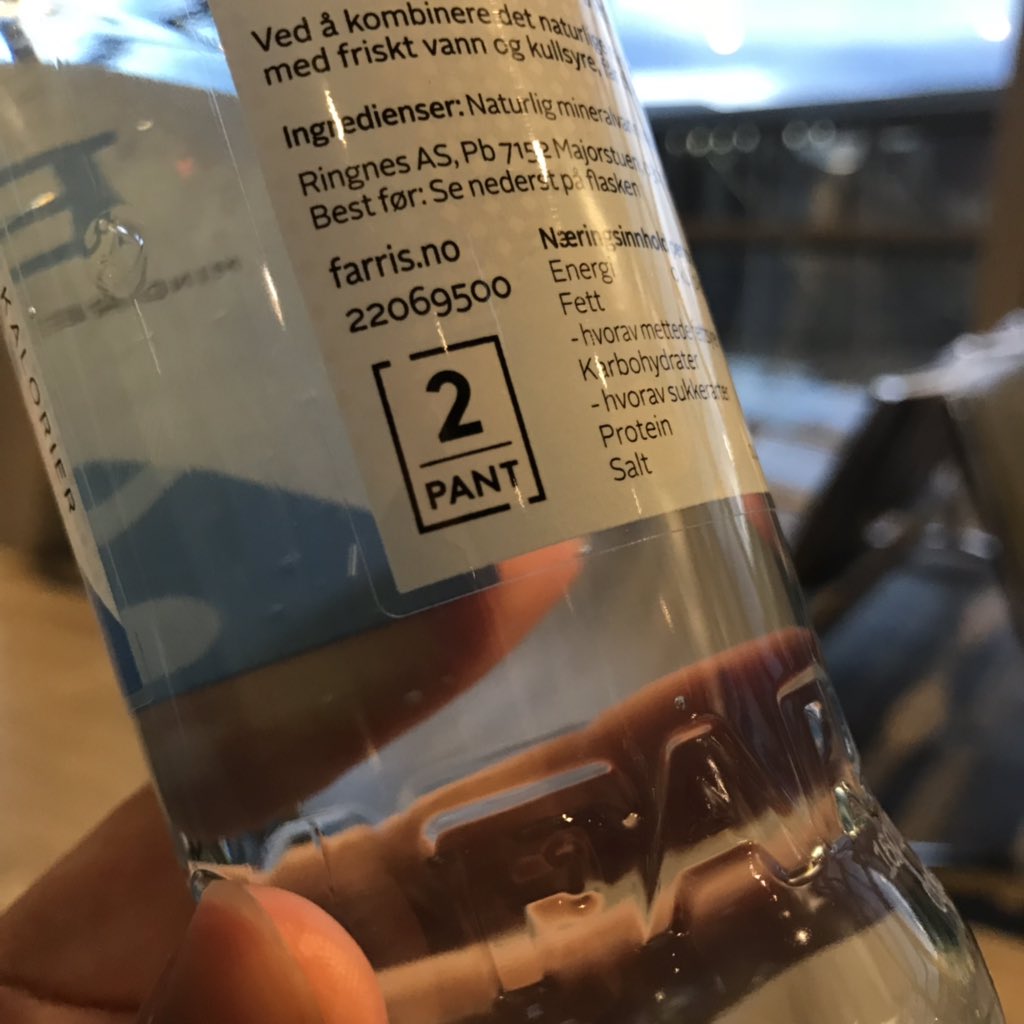 Ved å kombinere det naturlige
med friskt vann og kullsyre,
Ingredienser: Naturlig mineralvann
Ringnes AS, Pb 7152 Majorstuen
Best før: Se nederst på flasken
farris.no
22069500
2
PANT
Næringsinnhold
Energi
Fett
- hvorav mettede
Karbohydrater
- hvorav sukkerarter
Protein
Salt
KALORIER
FARRIS